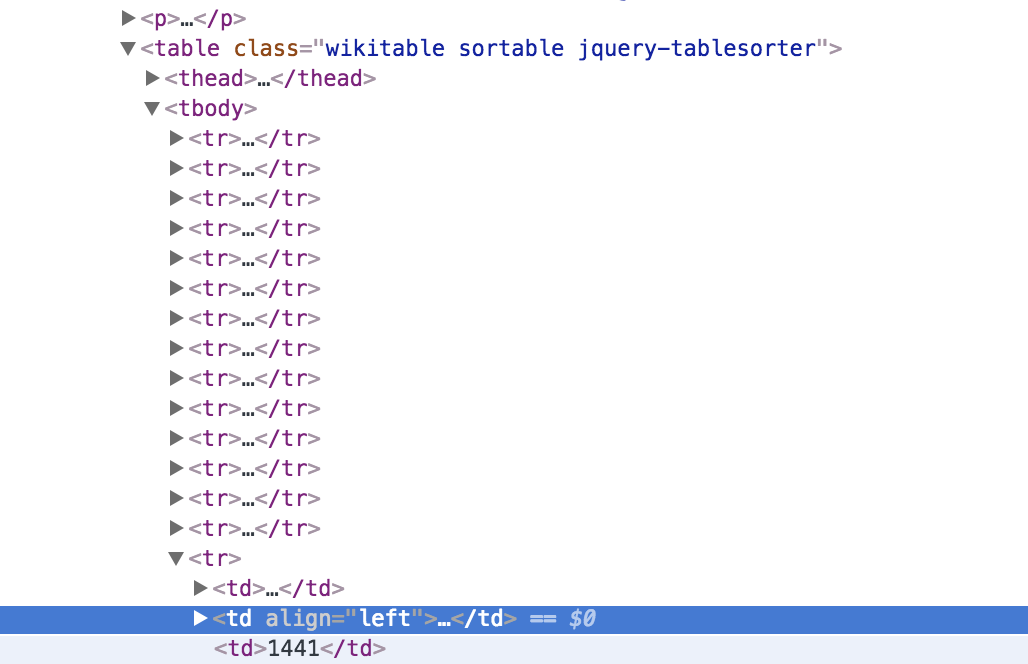 <p>…</p>
<table class="wikitable sortable jquery-tablesorter">
<thead>…</thead>
<tbody>
<tr>…</tr>
<tr>…</tr>
<tr>…</tr>
<tr>…</tr>
<tr>…</tr>
<tr>…</tr>
<tr>…</tr>
<tr>…</tr>
<tr>…</tr>
<tr>…</tr>
<tr>…</tr>
<tr>…</tr>
<tr>…</tr>
<tr>…</tr>
<tr>
<td>…</td>
<td align="left">…</td> == $0
<td>1441</td>